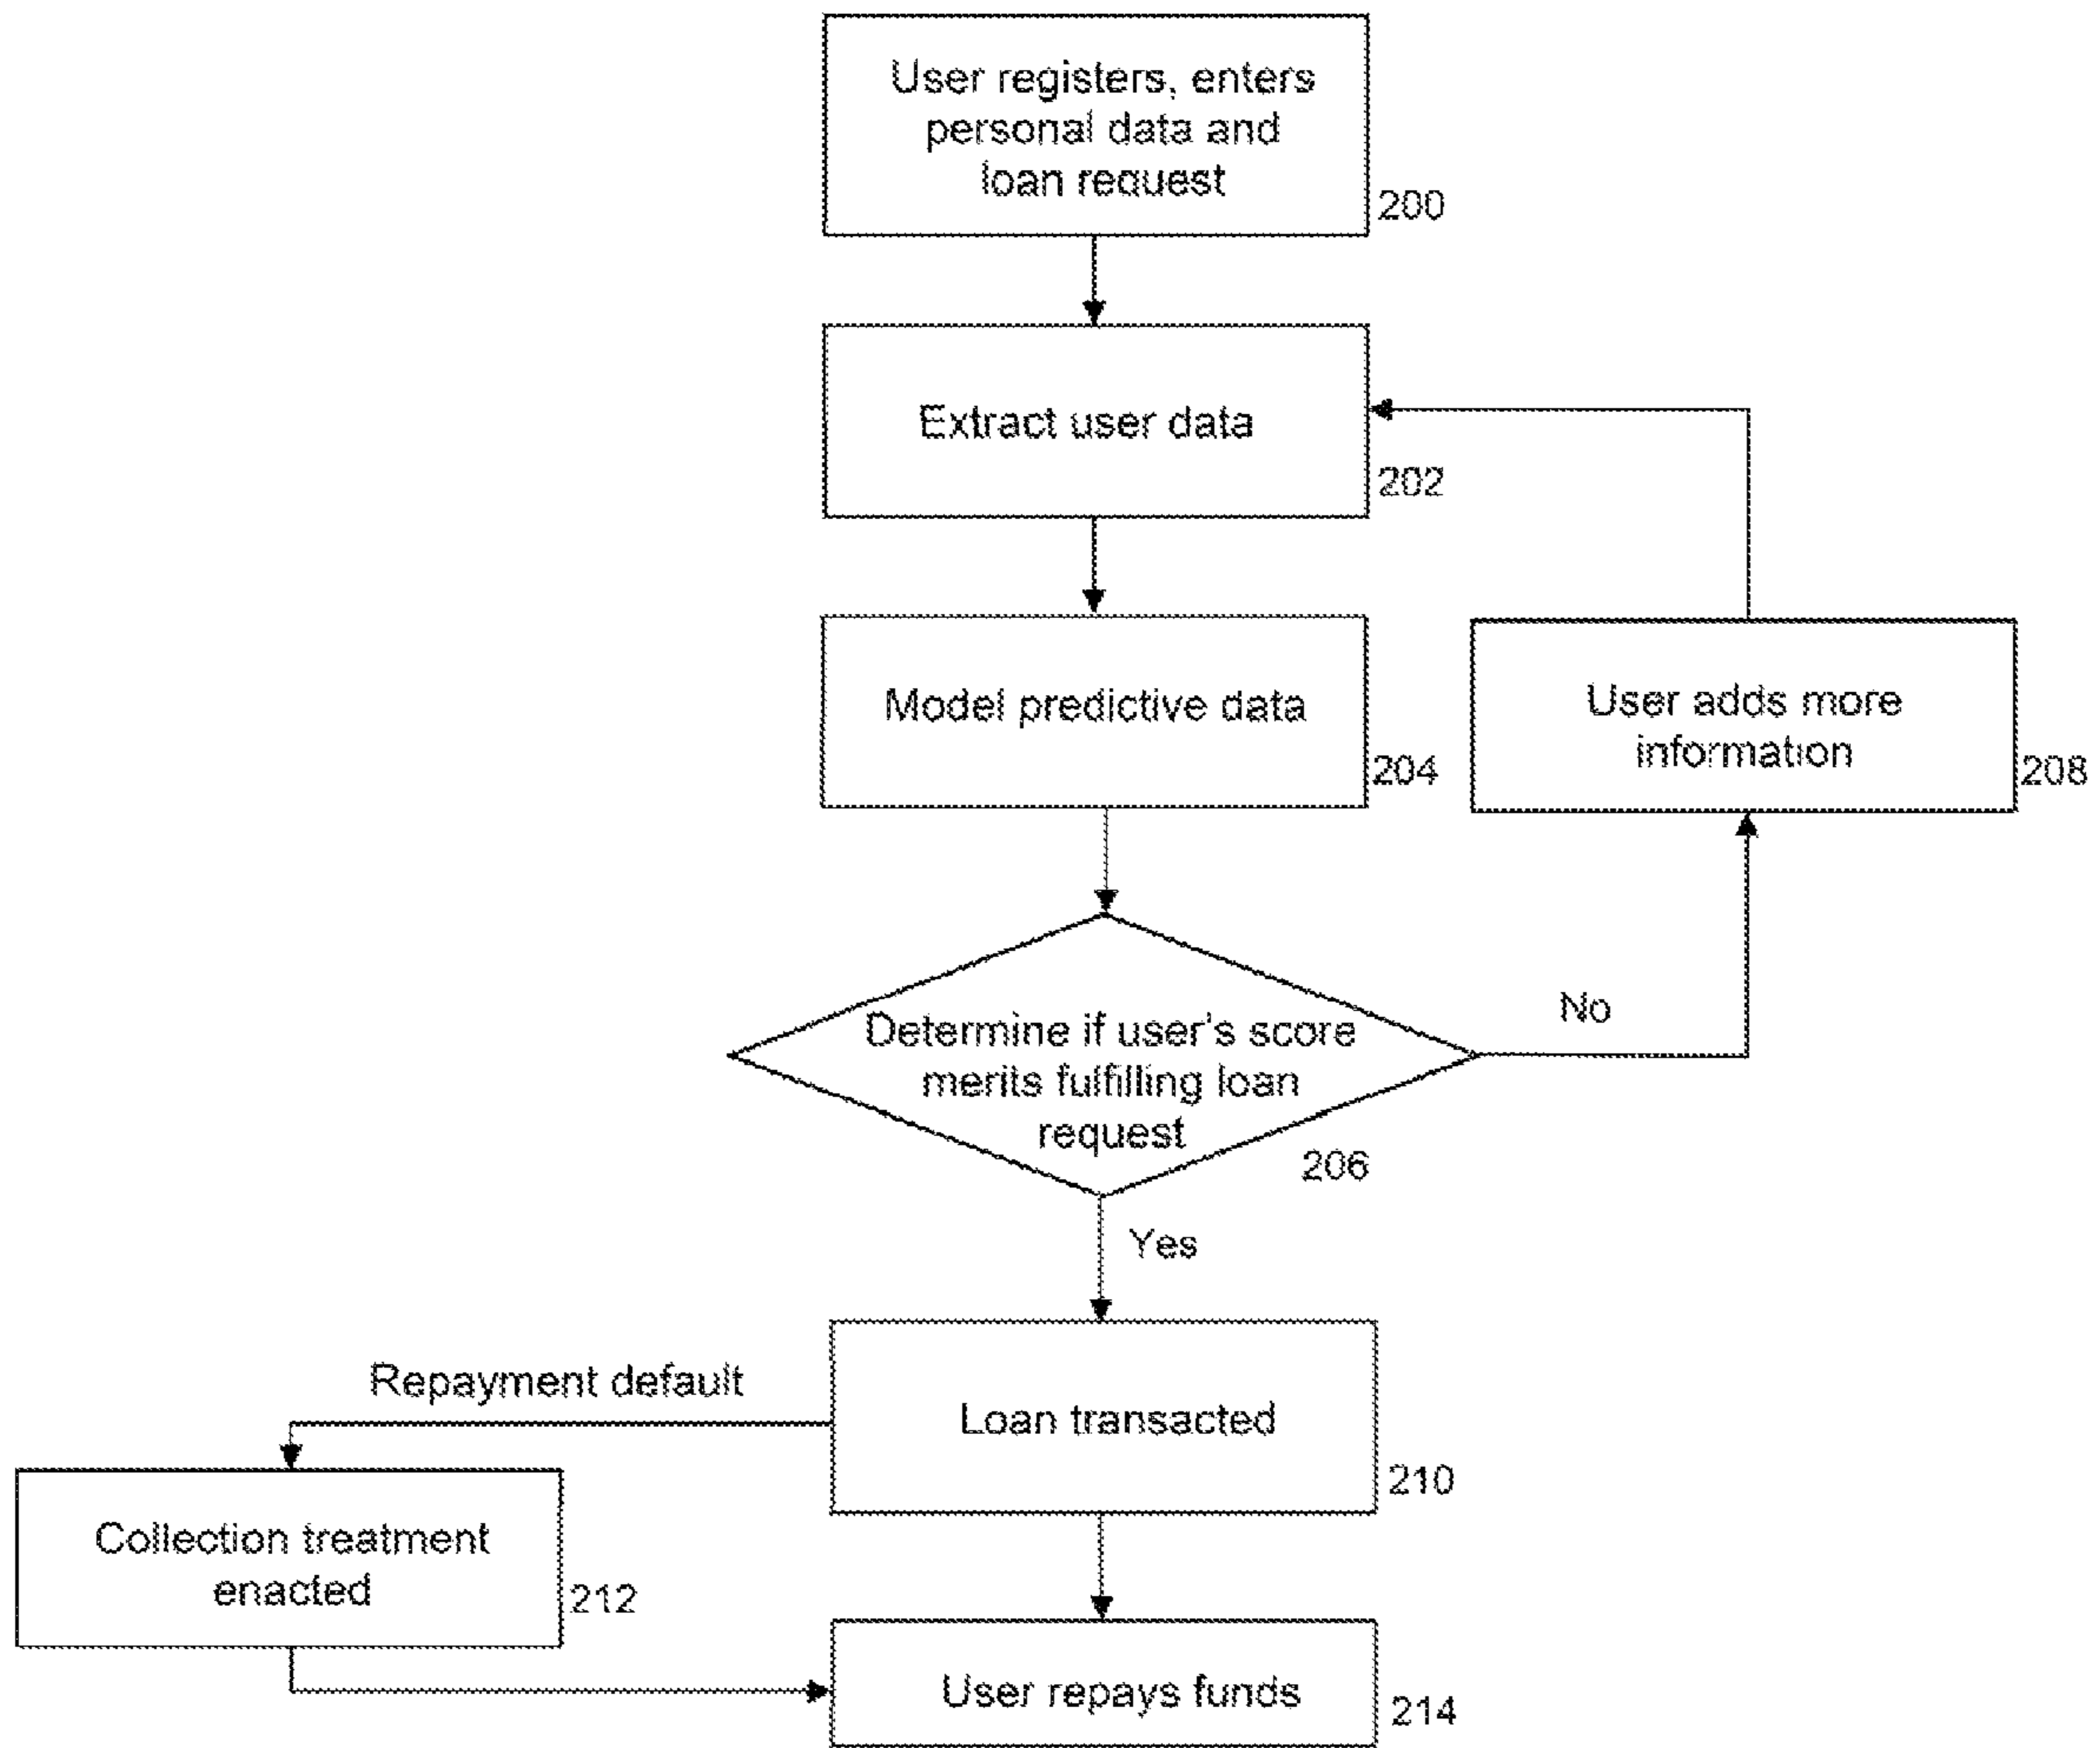 User registers, enters
personal data and
loan request
200
Extract user data
202
Model predictive data
204
User adds more
information
208
Determine if user's score
merits fulfilling loan
request
206
No
Yes
Repayment default
Loan transacted
210
Collection treatment
enacted
212
User repays funds
214